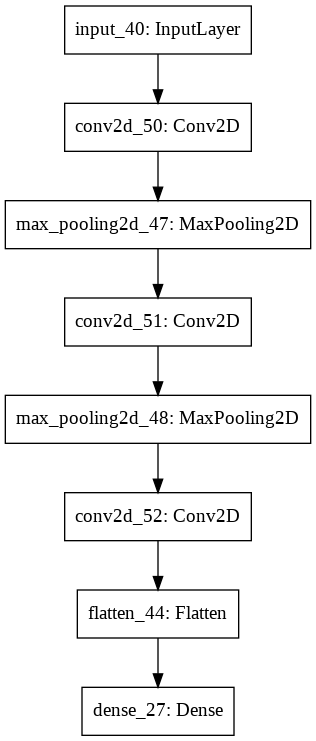 input_40: InputLayer
conv2d_50: Conv2D
max_pooling2d_47: MaxPooling2D
conv2d_51: Conv2D
max_pooling2d_48: MaxPooling2D
conv2d_52: Conv2D
flatten_44: Flatten
dense_27: Dense